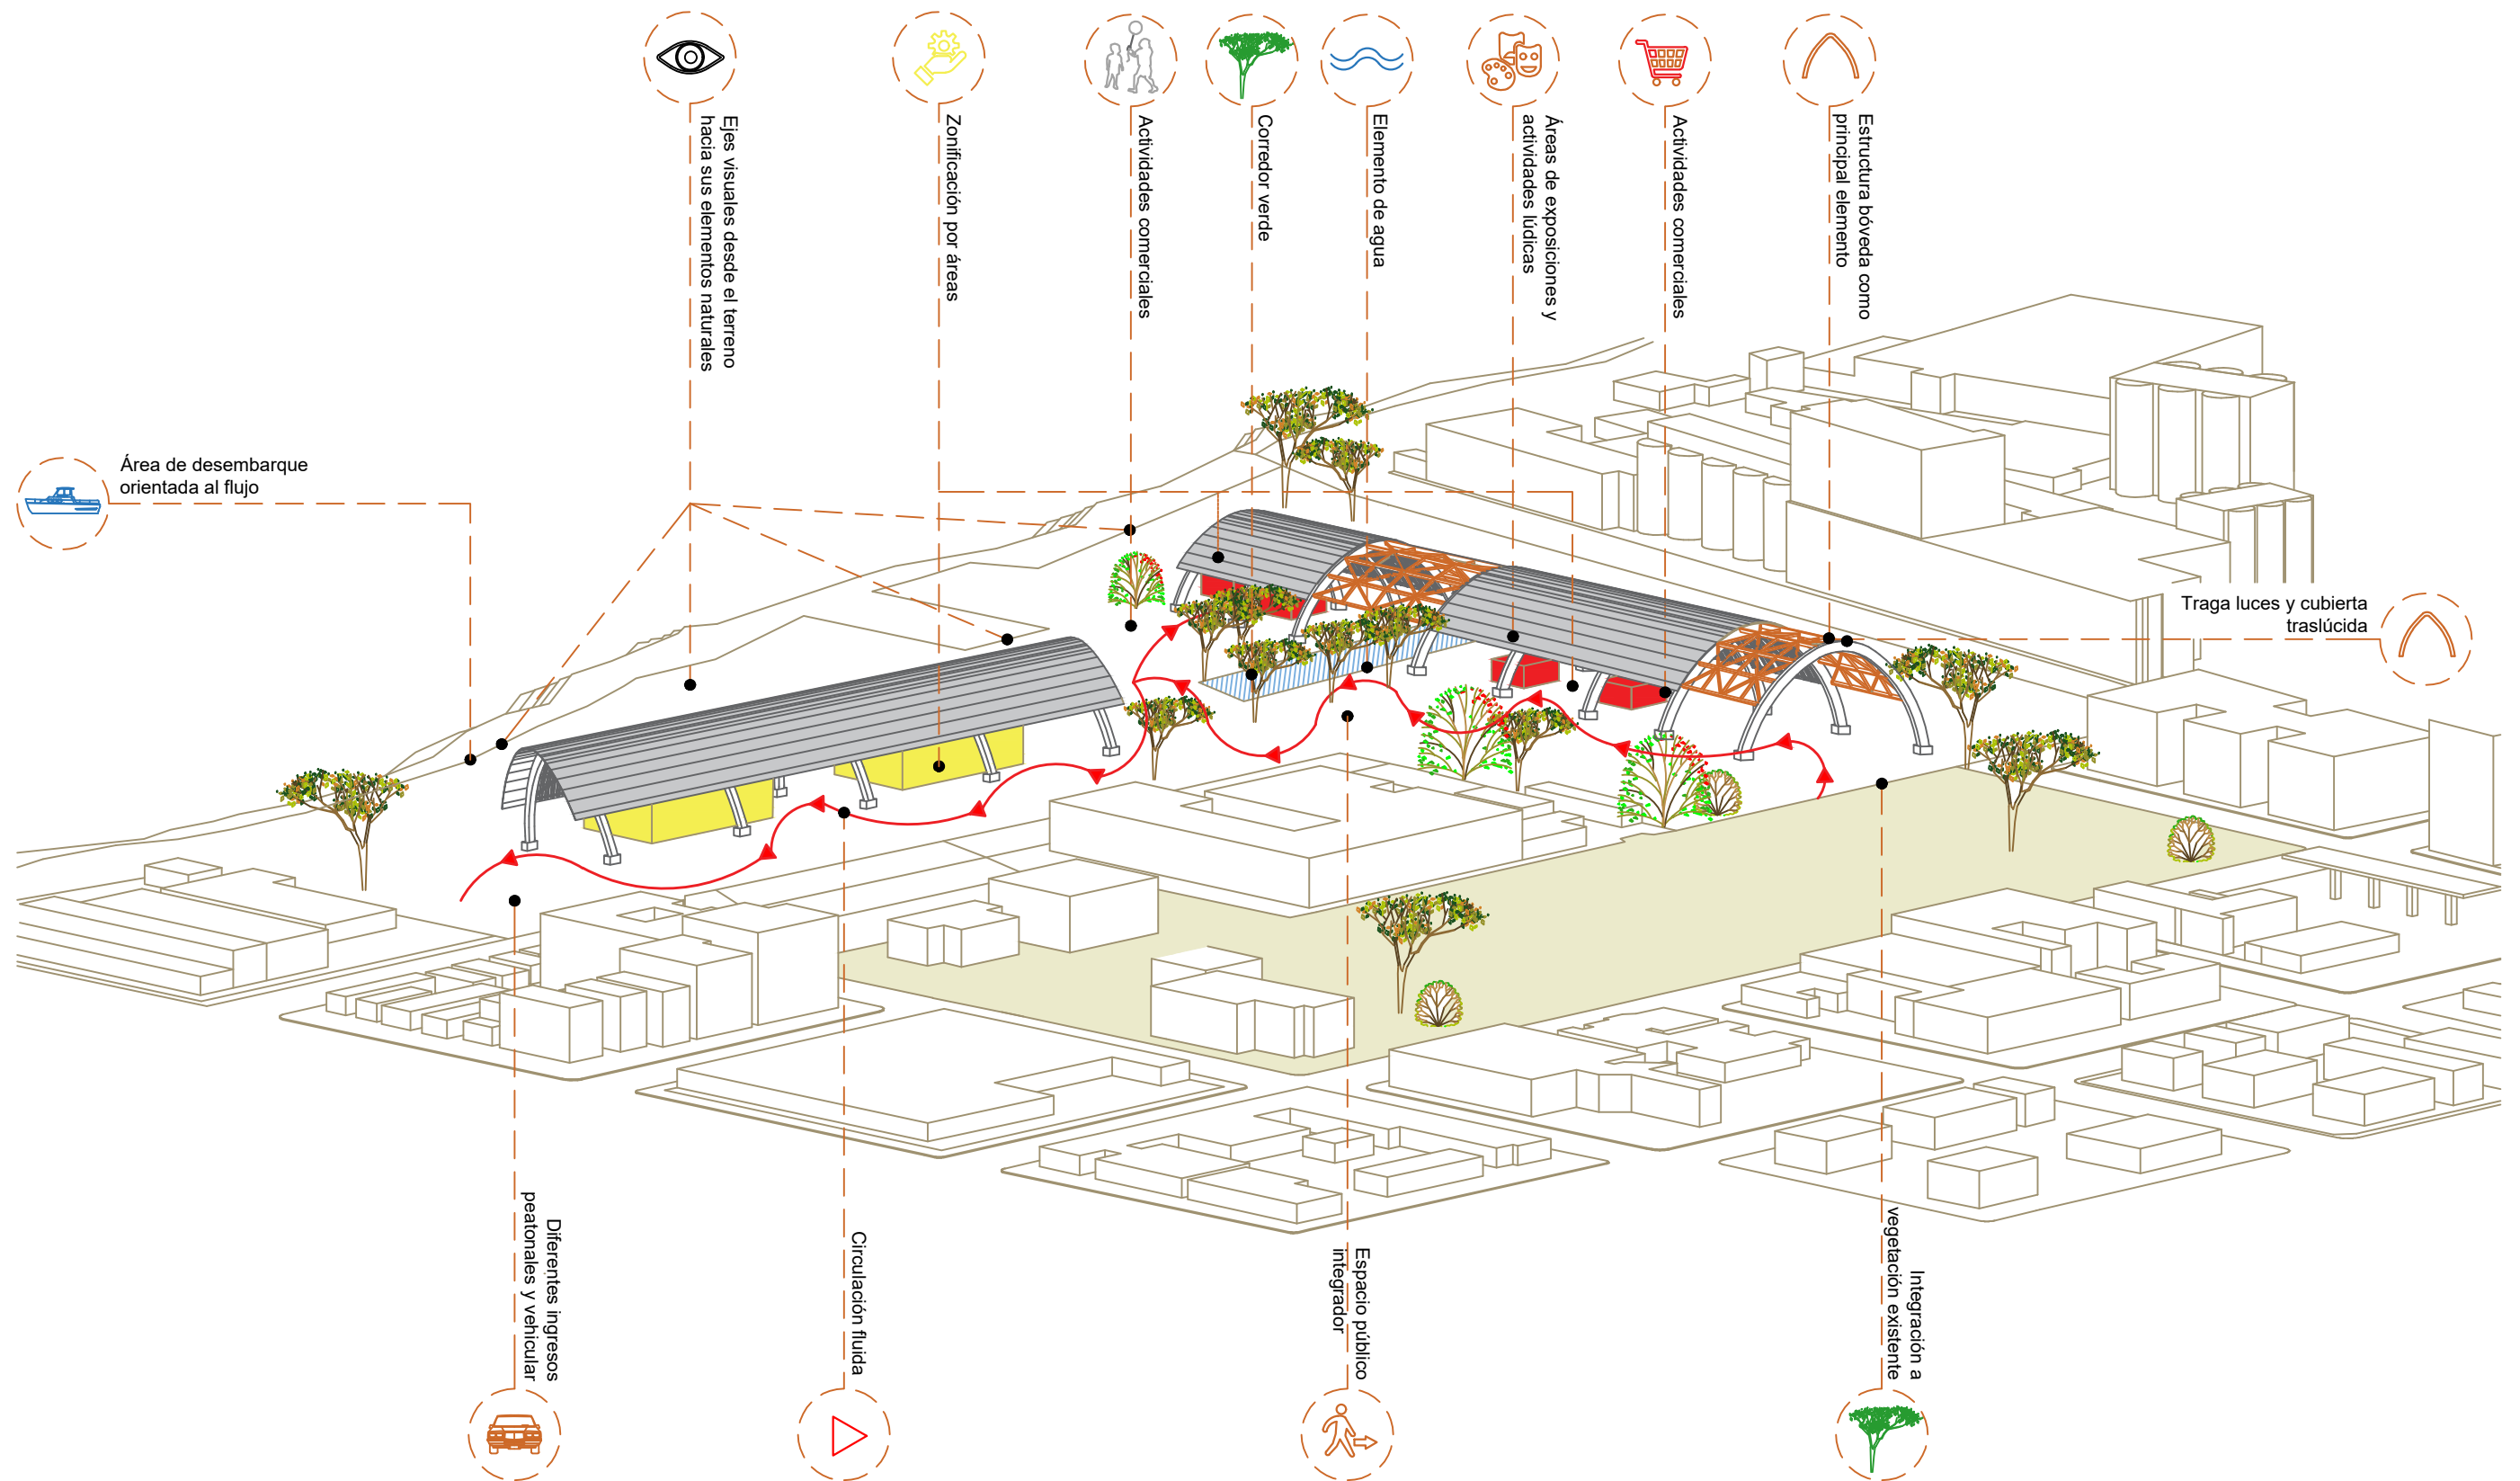 Ejes visuales desde el terreno
hacia sus elementos naturales
Zonificación por áreas
Actividades comerciales
Corredor verde
Elemento de agua
Áreas de exposiciones y
actividades lúdicas
Actividades comerciales
Estructura bóveda como
principal elemento
Área de desembarque
orientada al flujo
Traga luces y cubierta
traslúcida
Diferentes ingresos
peatonales y vehicular
Circulación fluida
Espacio público
integrador
Integración a
vegetación existente